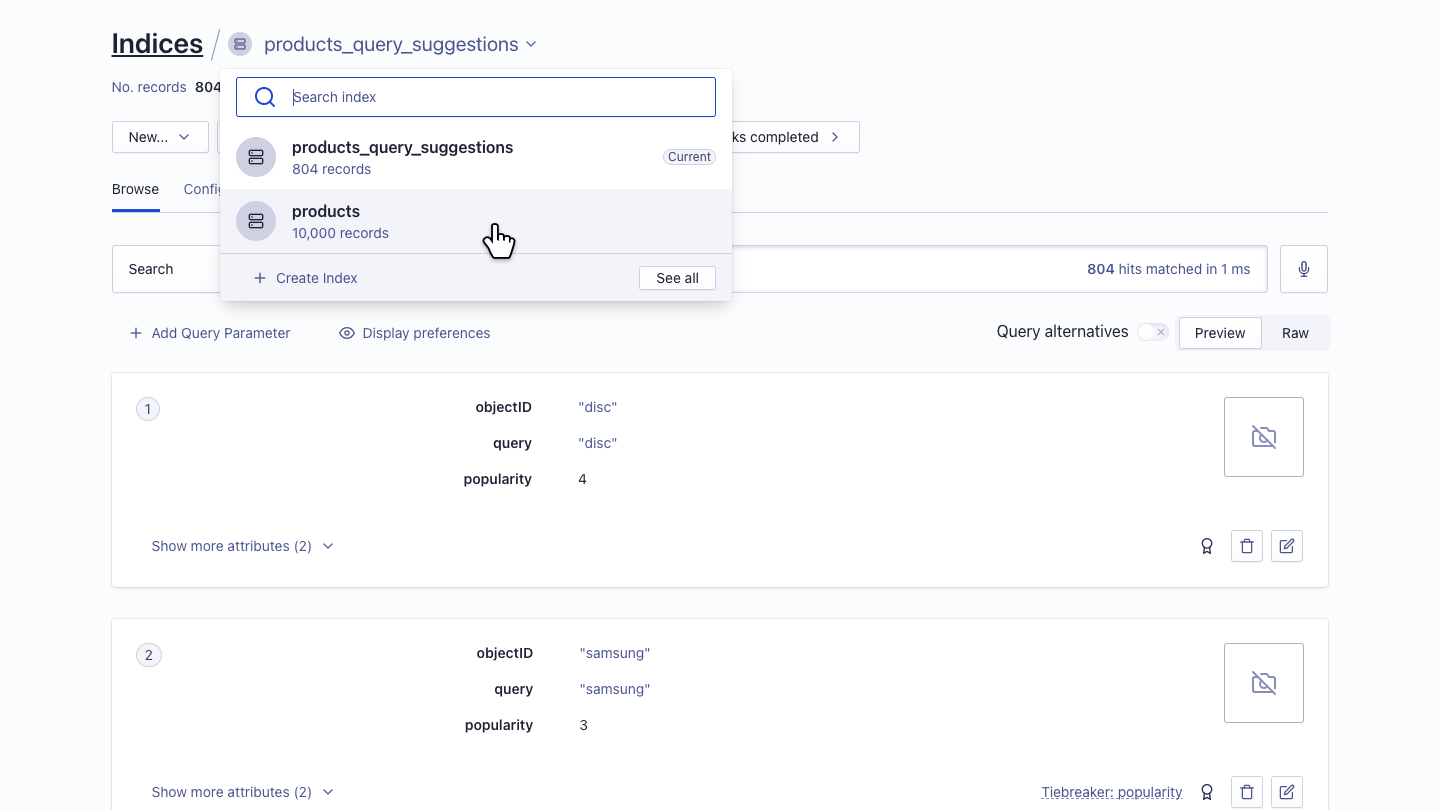 Indices / products_query_suggestions
No. records 804
Search index
New...
ks completed
products_query_suggestions
804 records
Current
Browse
products
10,000 records
Search
804 hits matched in 1 ms
Create Index
See all
Add Query Parameter
Display preferences
Query alternatives
Preview
Raw
1
objectID "disc"
query "disc"
popularity 4
Show more attributes (2)
2
objectID "samsung"
query "samsung"
popularity 3
Show more attributes (2)
Tiebreaker: popularity